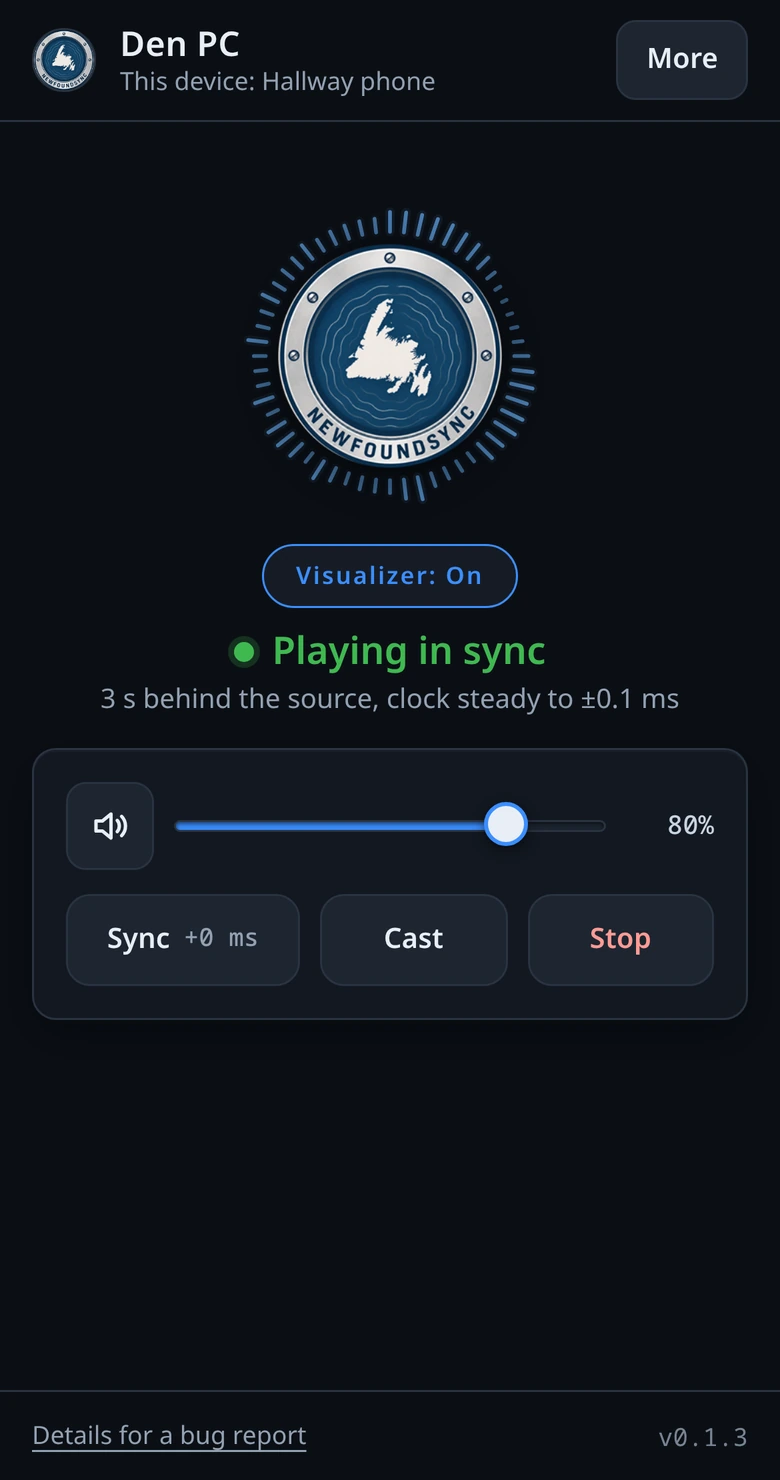 Den PC
This device: Hallway phone
More
NEWFOUNDSYNC
NEWFOUNDSYNC
Visualizer: On
Playing in sync
3 s behind the source, clock steady to ±0.1 ms
80%
Sync +0 ms
Cast
Stop
Details for a bug report
v0.1.3